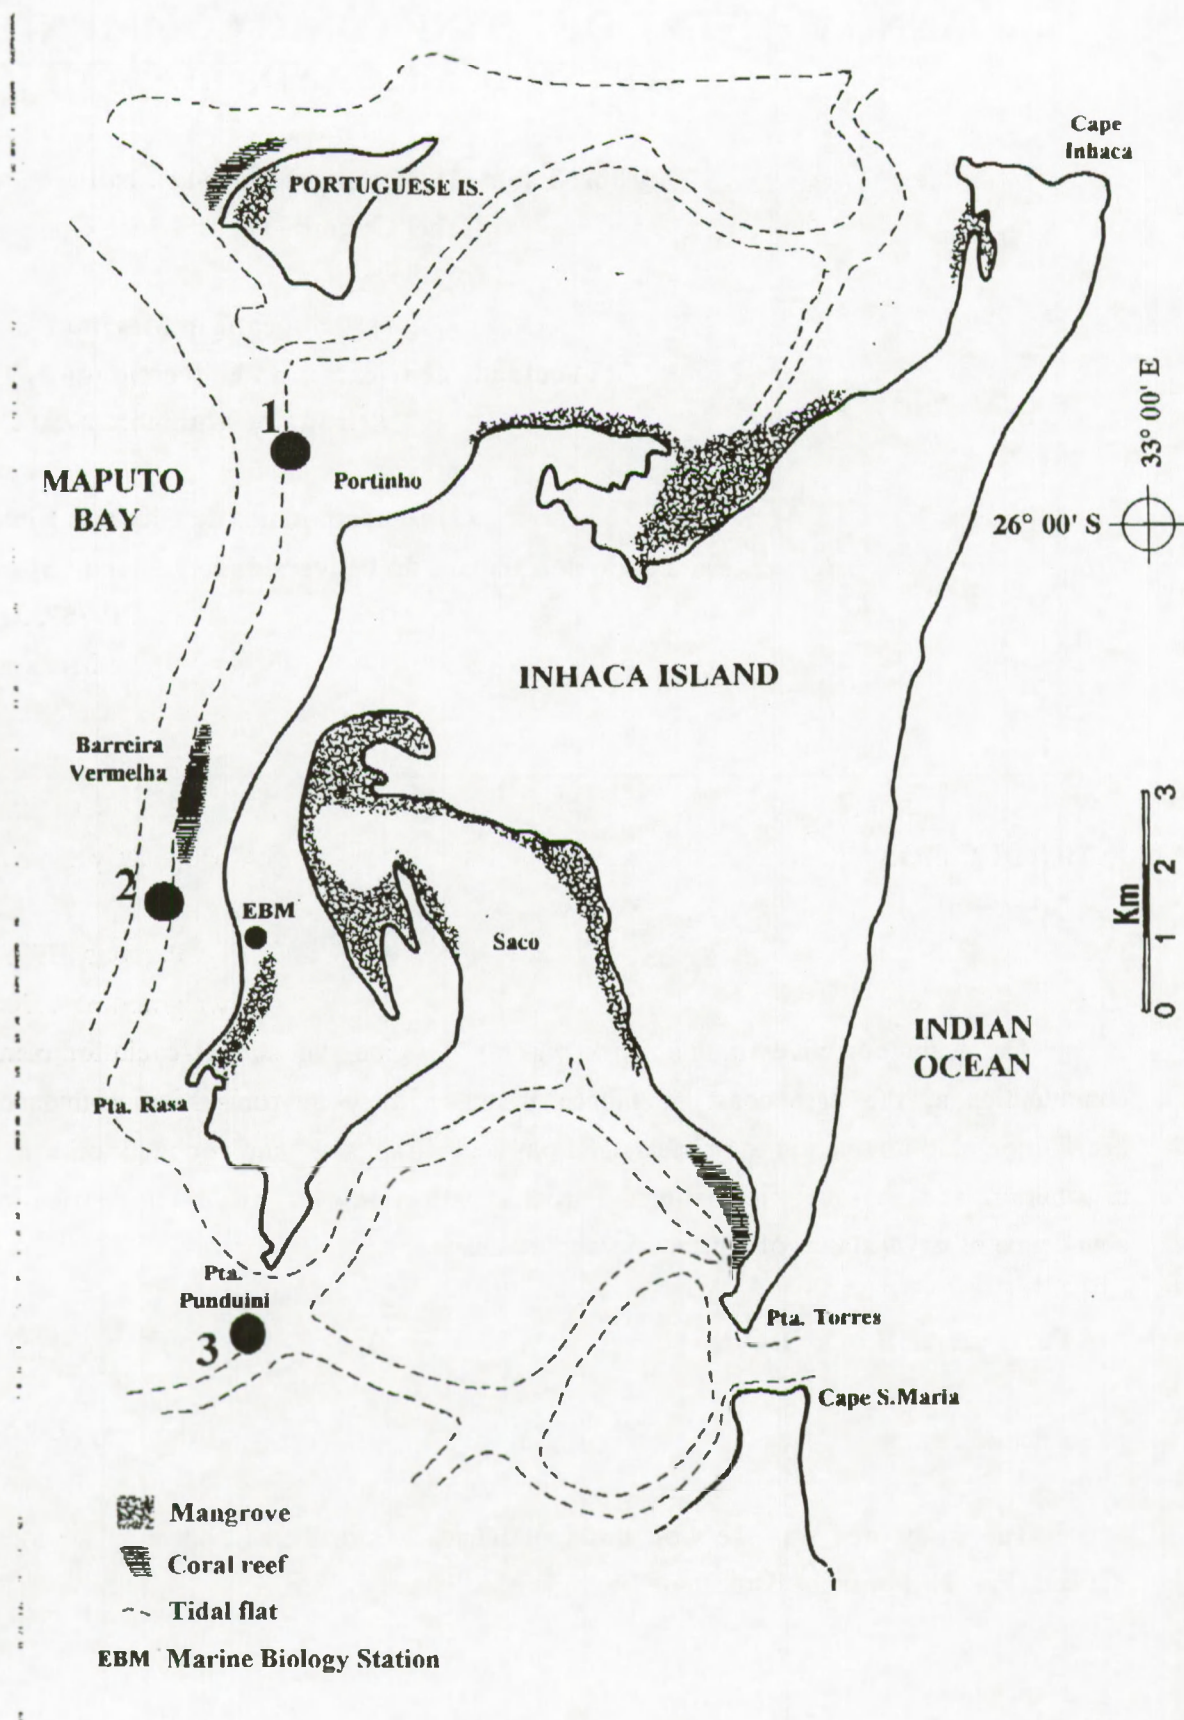 Cape
Inhaca
PORTUGUESE IS.
33° 00' E
1
MAPUTO
BAY
Portinho
26° 00' S
INHACA ISLAND
Barreira
Vermelha
3
2
1
0
Km
2
EBM
Saco
INDIAN
OCEAN
Pta. Rasa
Pta.
Punduini
3
Pta. Torres
Cape S.Maria
Mangrove
Coral reef
Tidal flat
EBM Marine Biology Station